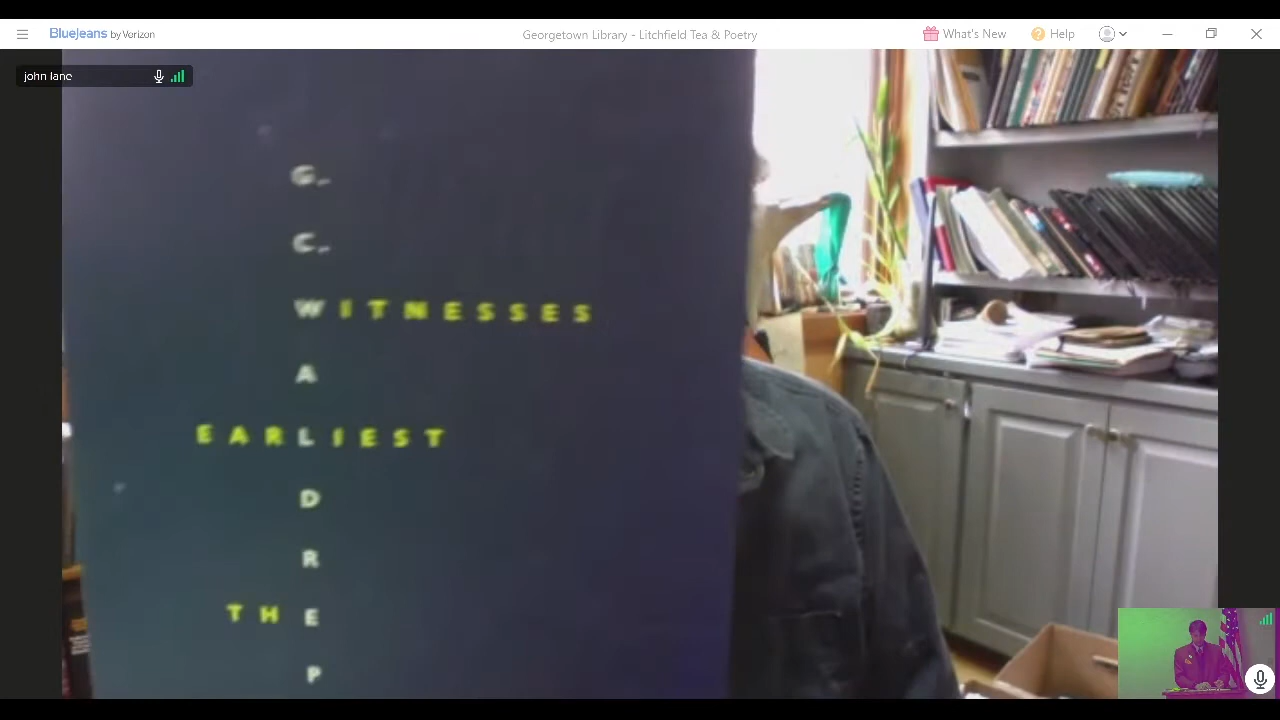 BlueJeans by Verizon
Georgetown Library - Litchfield Tea & Poetry
What's New
Help
john lane
G.
C.
WITNESSES
A
EARLIEST
D
R
THE
P